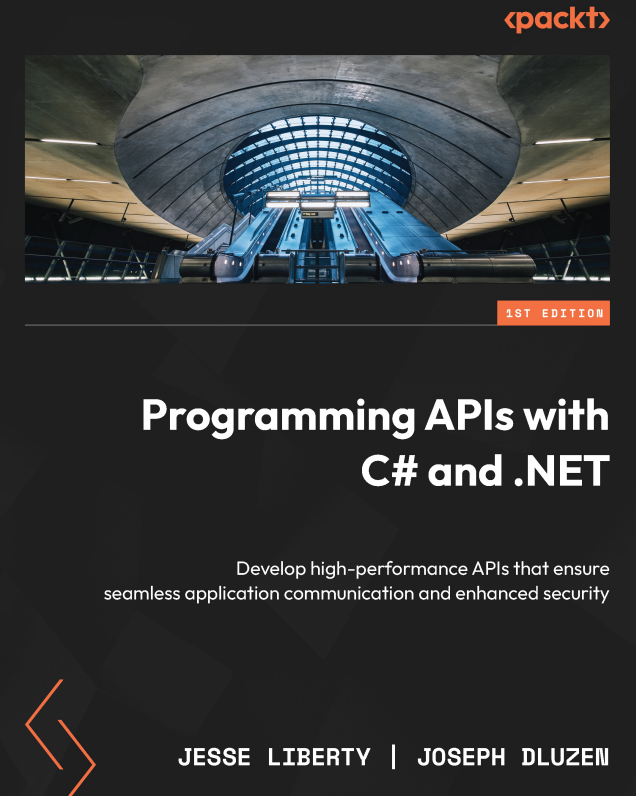 <packt>
1ST EDITION
Programming APIs with
C# and .NET
Develop high-performance APIs that ensure
seamless application communication and enhanced security
JESSE LIBERTY | JOSEPH DLUZEN